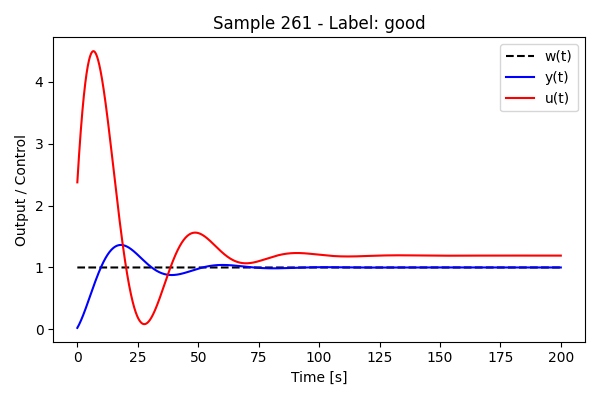 Sample 261 - Label: good
w(t)
y(t)
u(t)
Output / Control
4
3
2
1
0
0 25 50 75 100 125 150 175 200
Time [s]